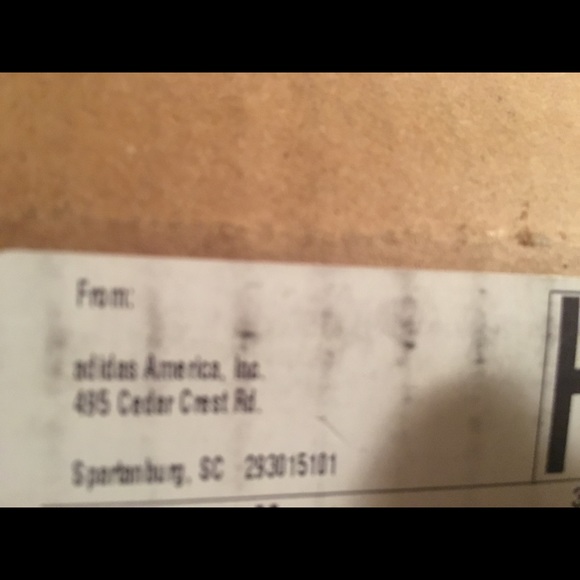 From:
adidas America, Inc.
495 Cedar Crest Rd.
Spartanburg, SC 293015101
H